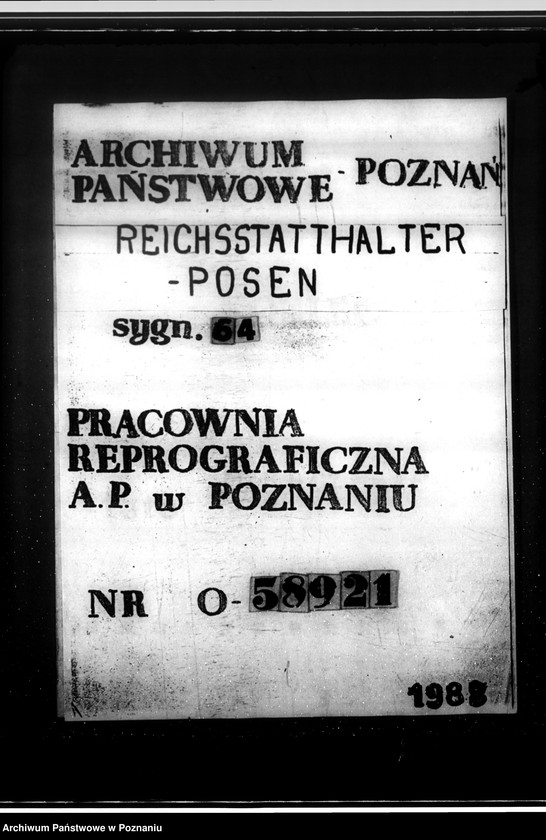 ARCHIWUM
PAŃSTWOWE - POZNAŃ
REICHSSTATTHALTER
-POSEN
sygn. 64
PRACOWNIA
REPROGRAFICZNA
A.P. w POZNANIU
NR O-58921
1988
Archiwum Państwowe w Poznaniu